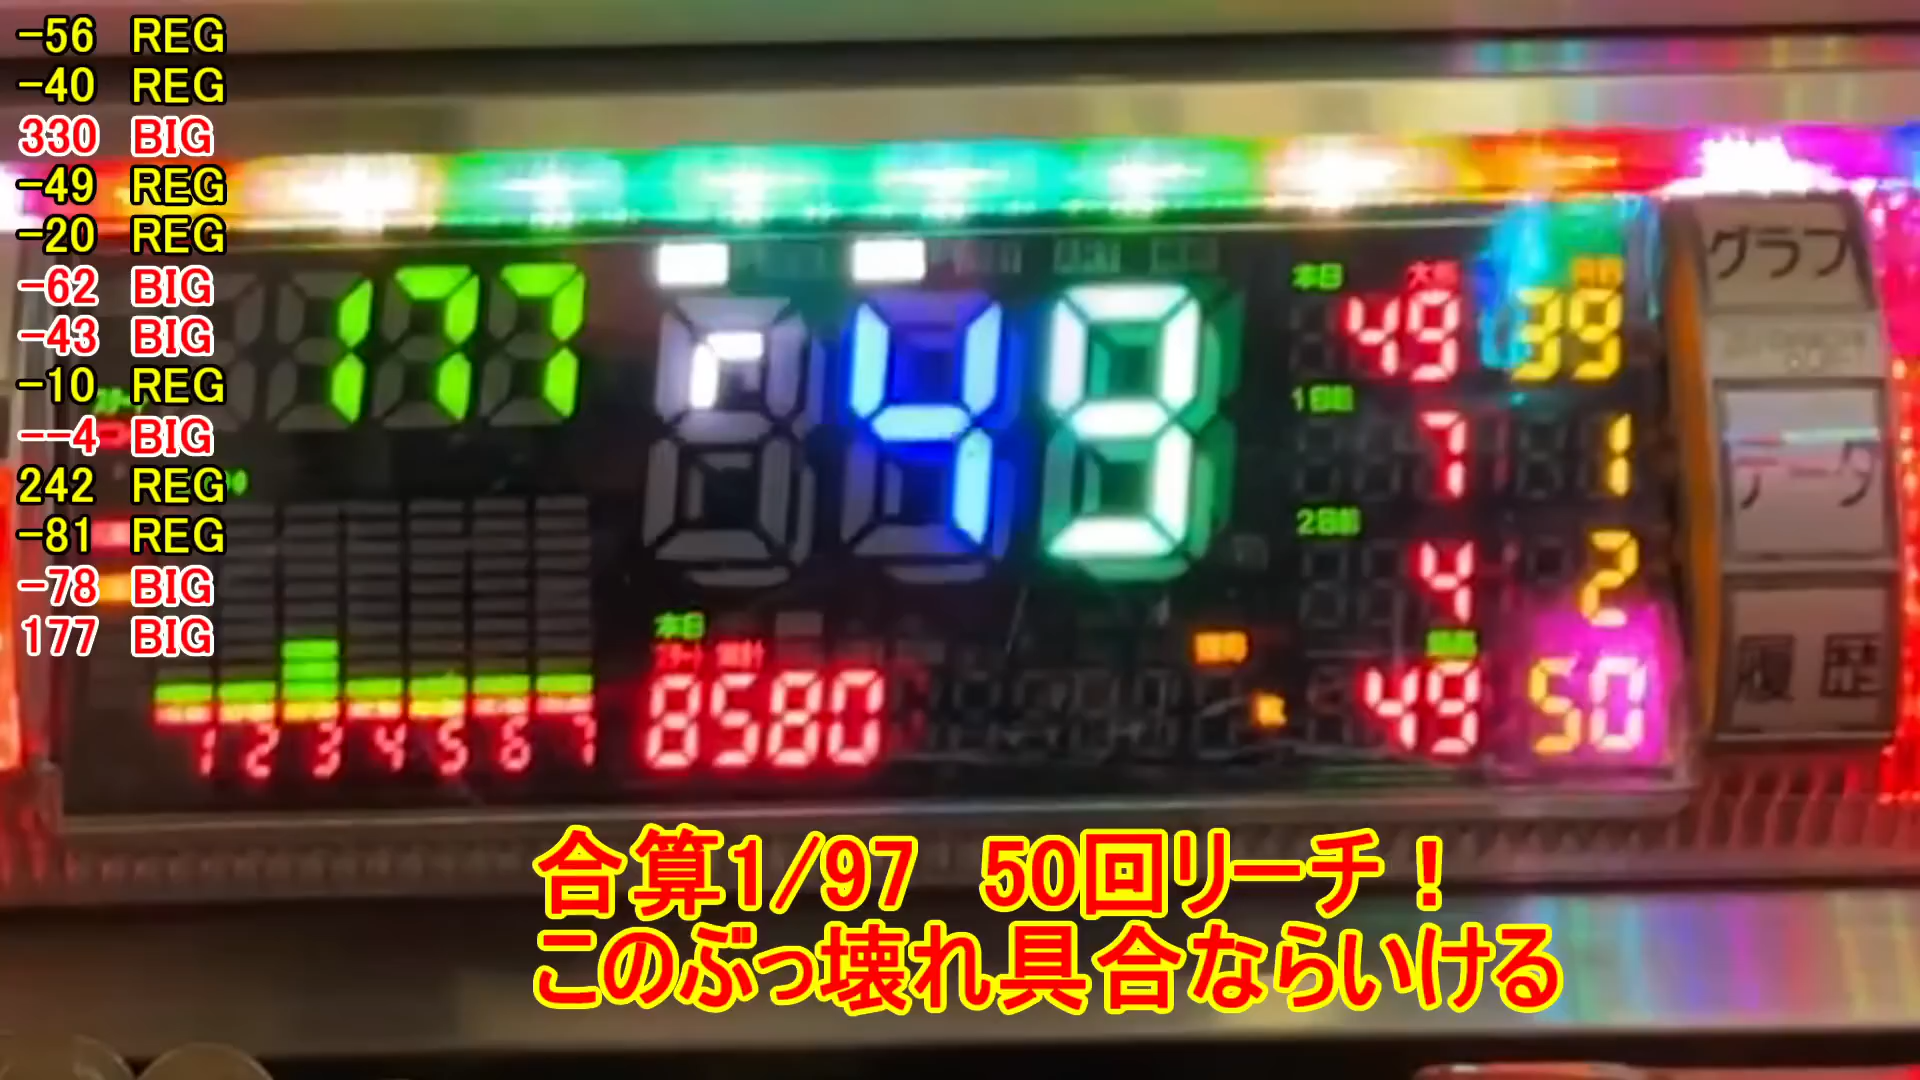 -56 REG
-40 REG
330 BIG
-49 REG
-20 REG
-62 BIG
-43 BIG
-10 REG
--4 BIG
242 REG
-81 REG
-78 BIG
177 BIG
177
49
本日 49 39
1日前 7 1
2日前 4 2
49 50
本日
8580
1 2 3 4 5 6 7
グラフ
データ
履歴
合算1/97 50回リーチ!
このぶっ壊れ具合ならいける